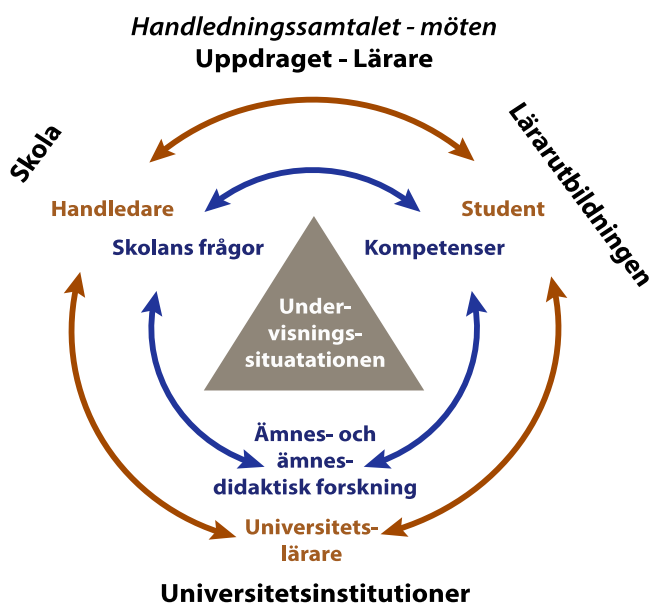 Handledningssamtalet - möten
Uppdraget - Lärare
Skola
Lärarutbildningen
Handledare
Student
Skolans frågor
Kompetenser
Under-
visnings-
situatationen
Ämnes- och
ämnes-
didaktisk forskning
Universitets-
lärare
Universitetsinstitutioner